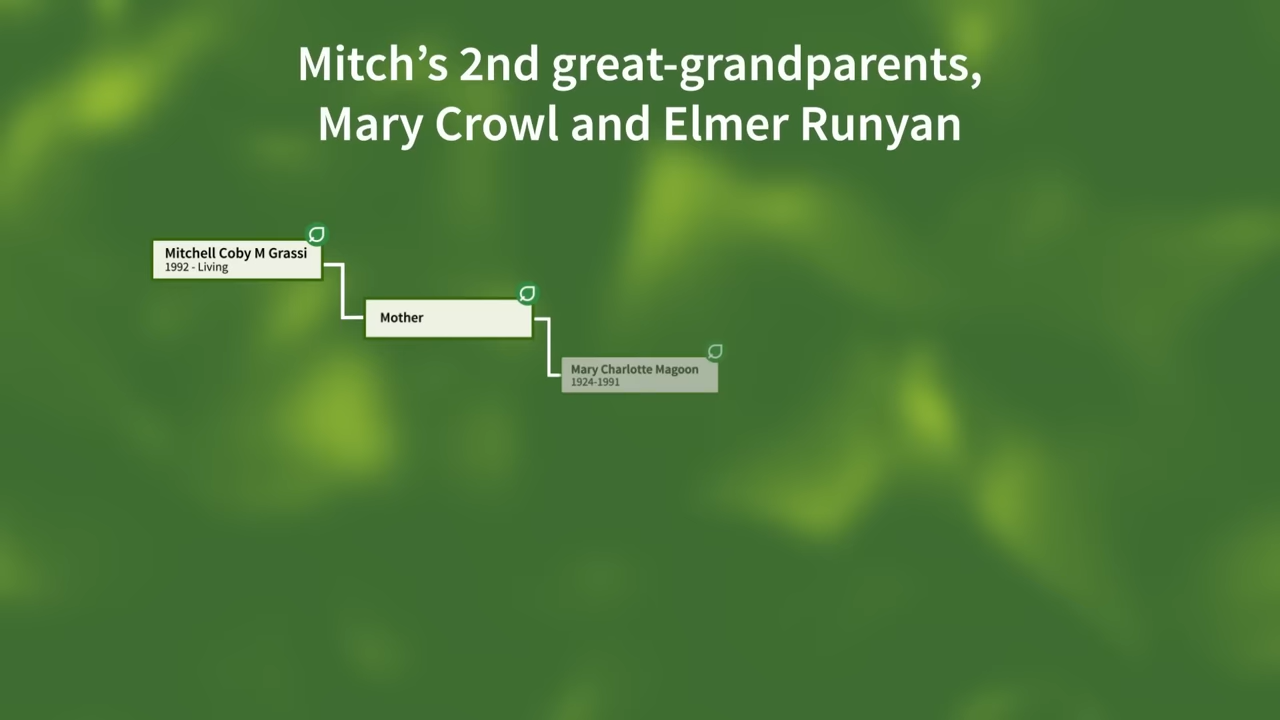 Mitch's 2nd great-grandparents,
Mary Crowl and Elmer Runyan
Mitchell Coby M Grassi
1992 - Living
Mother
Mary Charlotte Magoon
1924-1991